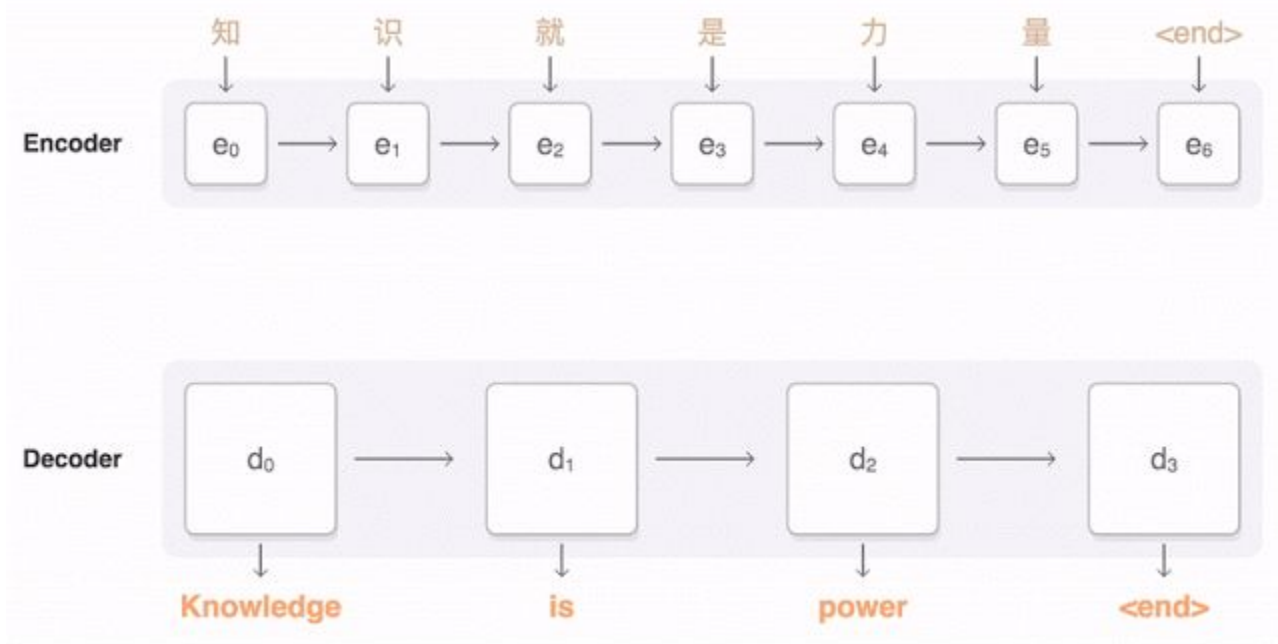 知 识 就 是 力 量 <end>
Encoder e₀ e₁ e₂ e₃ e₄ e₅ e₆
Decoder d₀ d₁ d₂ d₃
Knowledge is power <end>